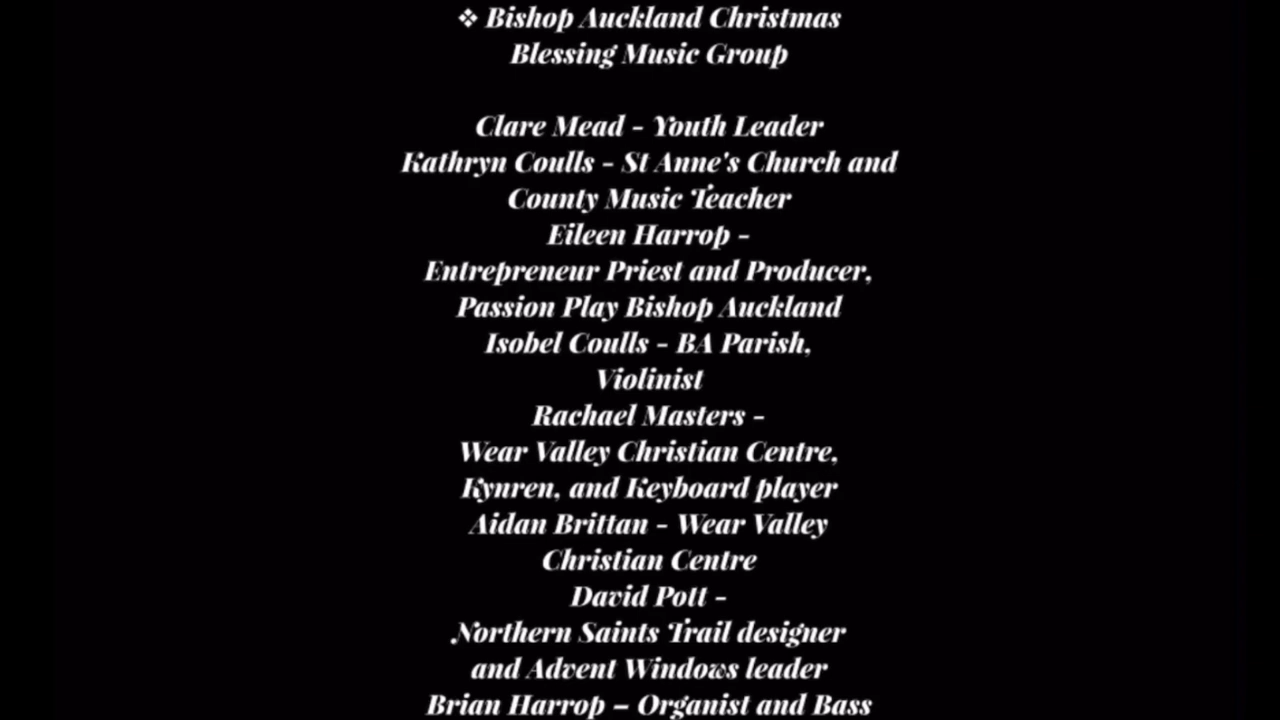 ❖ Bishop Auckland Christmas
Blessing Music Group
Clare Mead - Youth Leader
Kathryn Coulls - St Anne's Church and
County Music Teacher
Eileen Harrop -
Entrepreneur Priest and Producer,
Passion Play Bishop Auckland
Isobel Coulls - BA Parish,
Violinist
Rachael Masters -
Wear Valley Christian Centre,
Kynren, and Keyboard player
Aidan Brittan - Wear Valley
Christian Centre
David Pott -
Northern Saints Trail designer
and Advent Windows leader
Brian Harrop – Organist and Bass